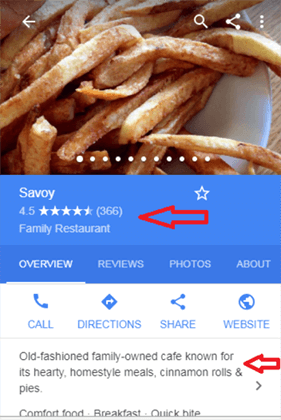 Savoy
4.5 ★★★★★ (366)
Family Restaurant
OVERVIEW REVIEWS PHOTOS ABOUT
CALL DIRECTIONS SHARE WEBSITE
Old-fashioned family-owned cafe known for
its hearty, homestyle meals, cinnamon rolls &
pies.
Comfort food · Breakfast · Quick bite